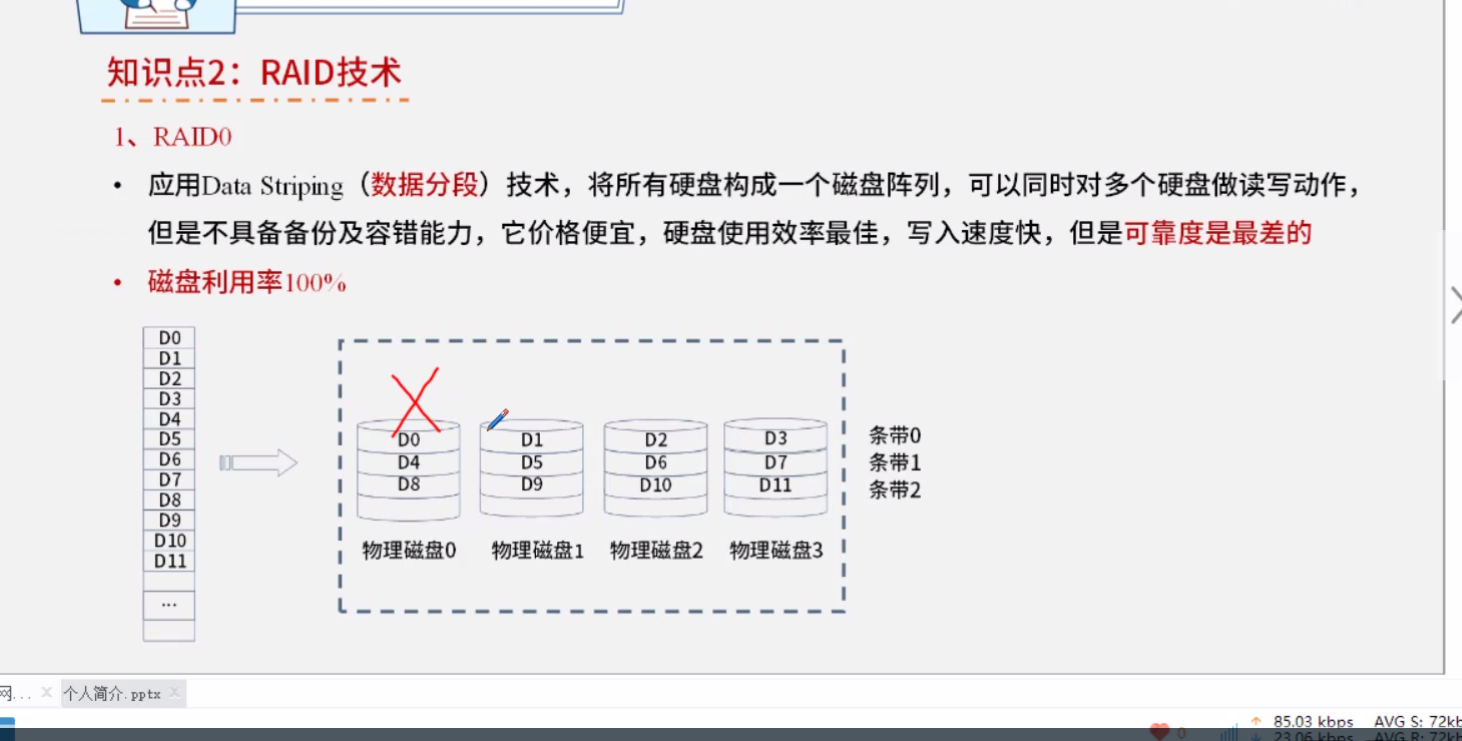 知识点2：RAID技术
1、RAID0
• 应用Data Striping（数据分段）技术，将所有硬盘构成一个磁盘阵列，可以同时对多个硬盘做读写动作，
但是不具备备份及容错能力，它价格便宜，硬盘使用效率最佳，写入速度快，但是可靠度是最差的
• 磁盘利用率100%
D0
D1
D2
D3
D4
D5
D6
D7
D8
D9
D10
D11
...
D0 D1 D2 D3
D4 D5 D6 D7
D8 D9 D10 D11
条带0
条带1
条带2
物理磁盘0 物理磁盘1 物理磁盘2 物理磁盘3
网... 个人简介.pptx
0 85.03 kbps AVG S: 72kb
23.06 kbps AVG R: 72kb